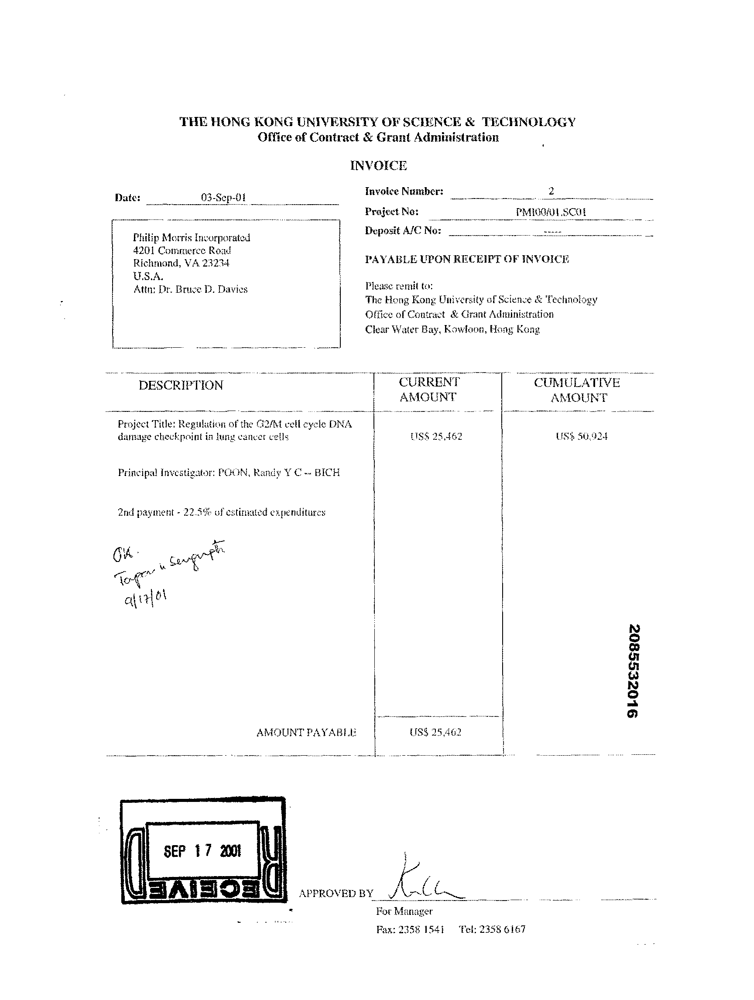 THE HONG KONG UNIVERSITY OF SCIENCE & TECHNOLOGY
Office of Contract & Grant Administration
INVOICE
Date: 03-Sep-01
Invoice Number: 2
Project No: PMI00/01.SC01
Deposit A/C No: -----
Philip Morris Incorporated
4201 Commerce Road
Richmond, VA 23234
U.S.A.
Attn: Dr. Bruce D. Davies
PAYABLE UPON RECEIPT OF INVOICE
Please remit to:
The Hong Kong University of Science & Technology
Office of Contract & Grant Administration
Clear Water Bay, Kowloon, Hong Kong
DESCRIPTION
CURRENT
AMOUNT
CUMULATIVE
AMOUNT
Project Title: Regulation of the G2/M cell cycle DNA
damage checkpoint in lung cancer cells
US$ 25,462
US$ 50,924
Principal Investigator: POON, Randy Y C -- BICH
2nd payment - 22.5% of estimated expenditures
OK.
9/17/01
2085532016
AMOUNT PAYABLE
US$ 25,462
SEP 17 2001
RECEIVED
APPROVED BY
For Manager
Fax: 2358 1541 Tel: 2358 6167